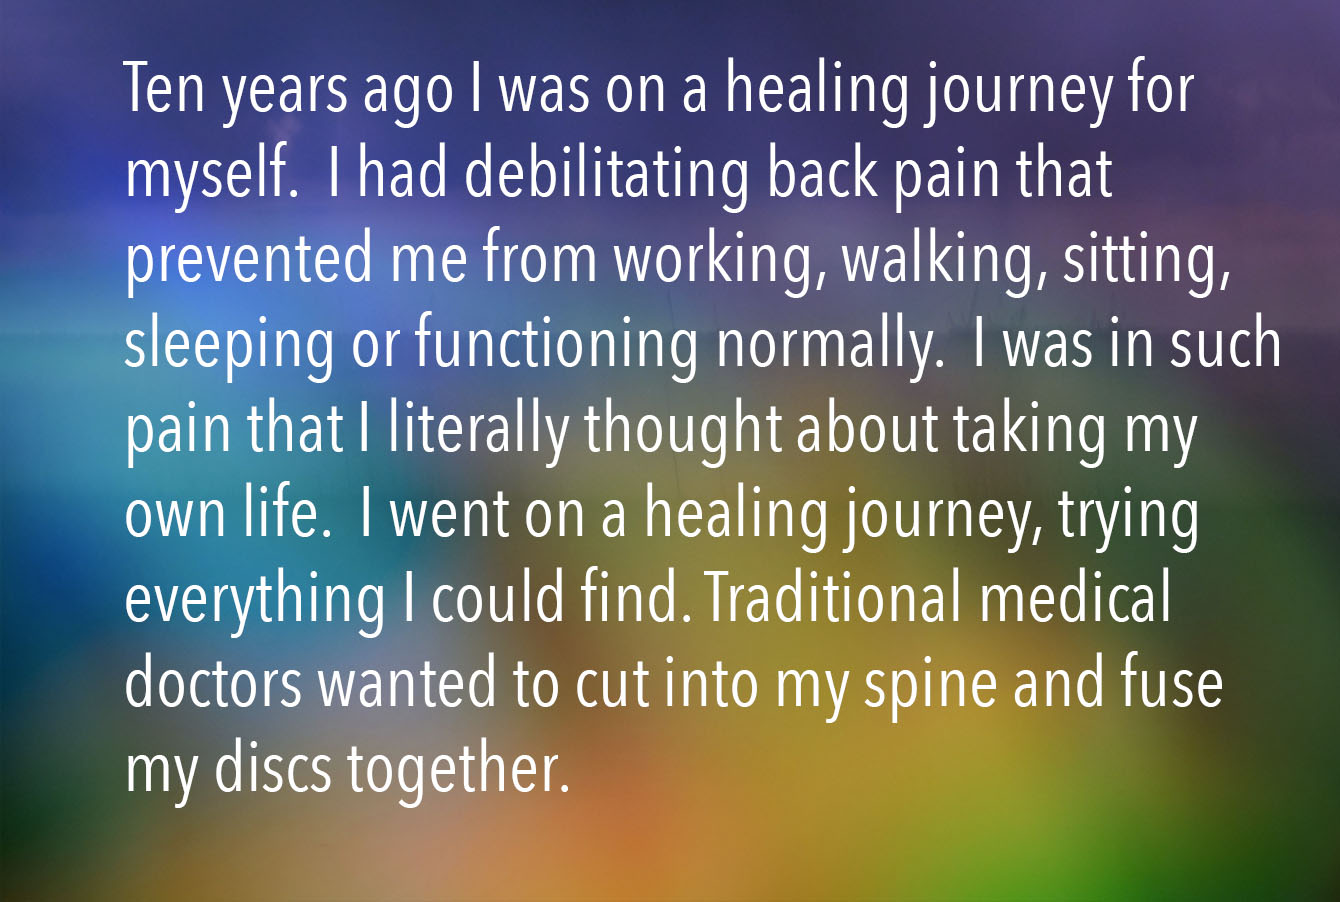 Ten years ago I was on a healing journey for
myself.  I had debilitating back pain that
prevented me from working, walking, sitting,
sleeping or functioning normally.  I was in such
pain that I literally thought about taking my
own life.  I went on a healing journey, trying
everything I could find. Traditional medical
doctors wanted to cut into my spine and fuse
my discs together.